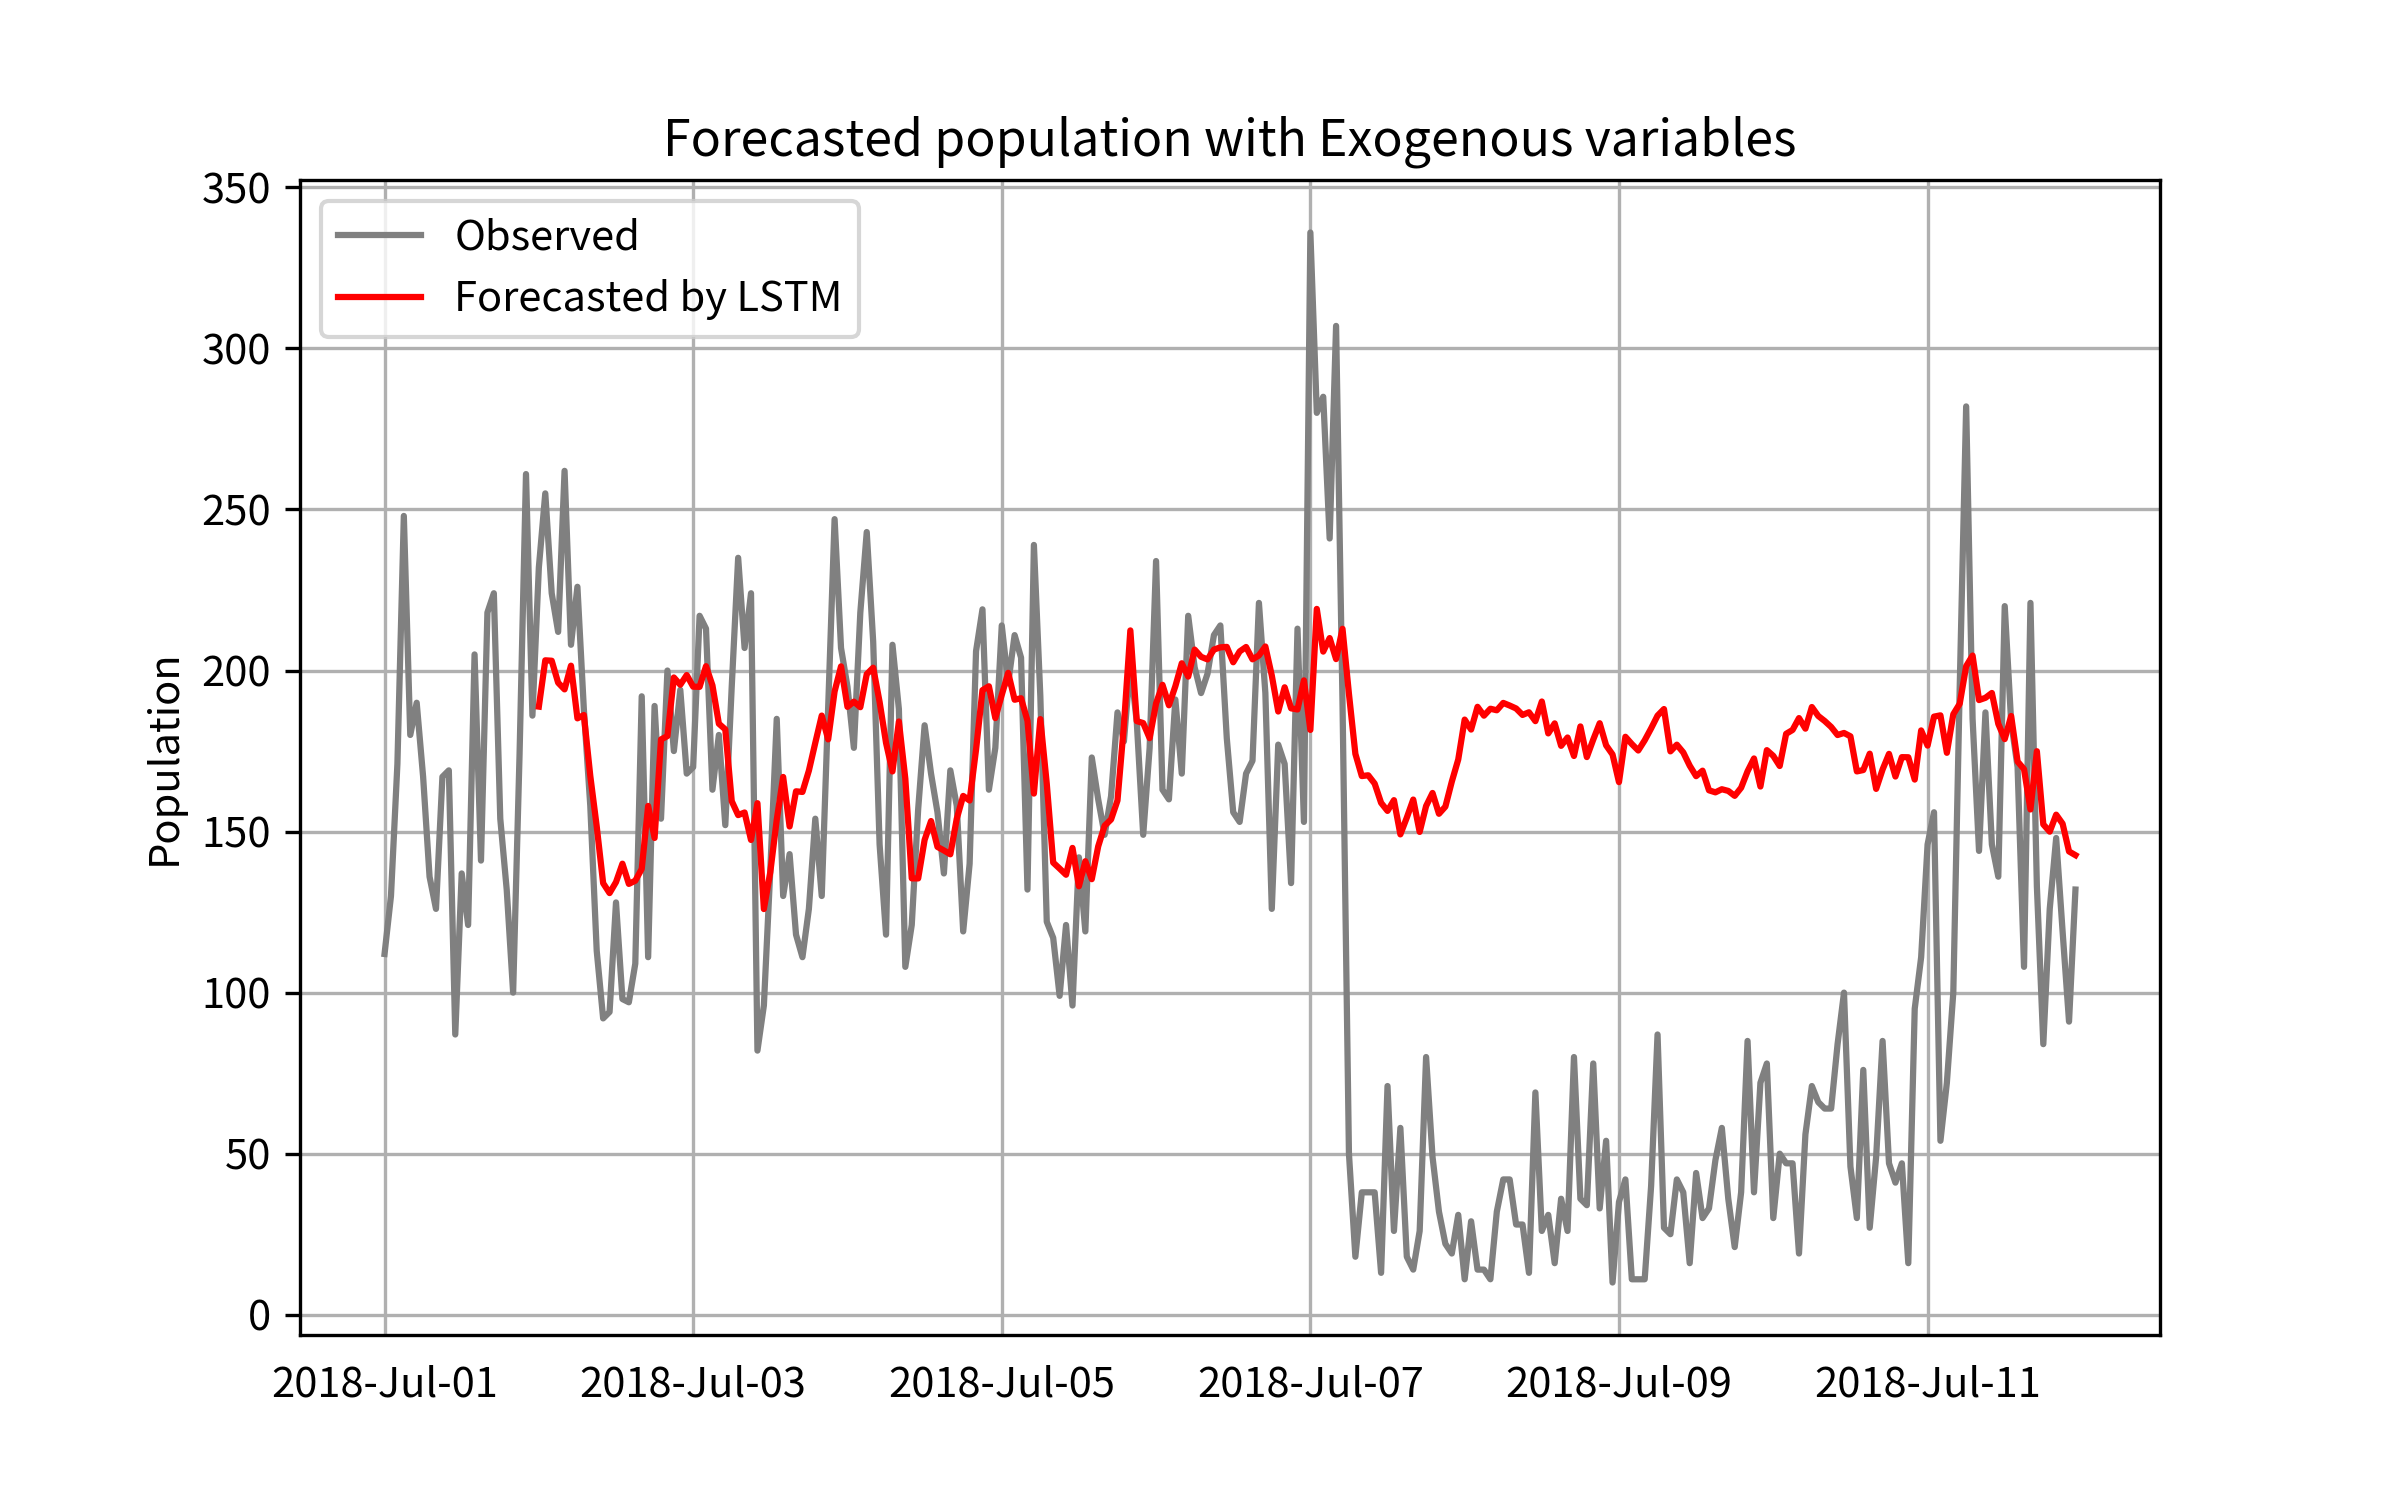 Forecasted population with Exogenous variables
Observed
Forecasted by LSTM
Population
350
300
250
200
150
100
50
0
2018-Jul-01 2018-Jul-03 2018-Jul-05 2018-Jul-07 2018-Jul-09 2018-Jul-11